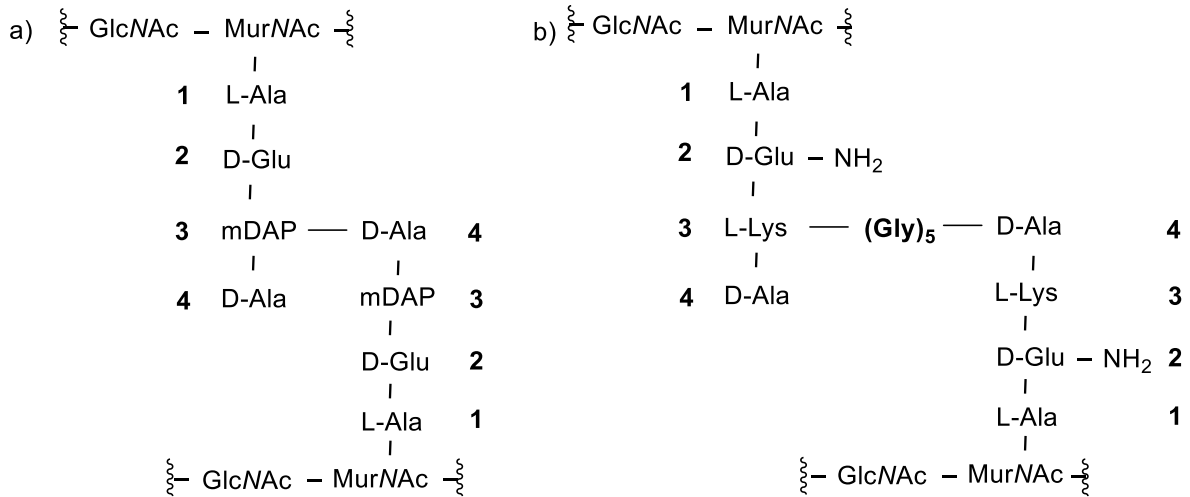 a) GlcNAc – MurNAc
1 L-Ala
2 D-Glu
3 mDAP — D-Ala 4
4 D-Ala mDAP 3
D-Glu 2
L-Ala 1
GlcNAc – MurNAc
b) GlcNAc – MurNAc
1 L-Ala
2 D-Glu – NH₂
3 L-Lys — (Gly)₅ — D-Ala 4
4 D-Ala L-Lys 3
D-Glu – NH₂ 2
L-Ala 1
GlcNAc – MurNAc